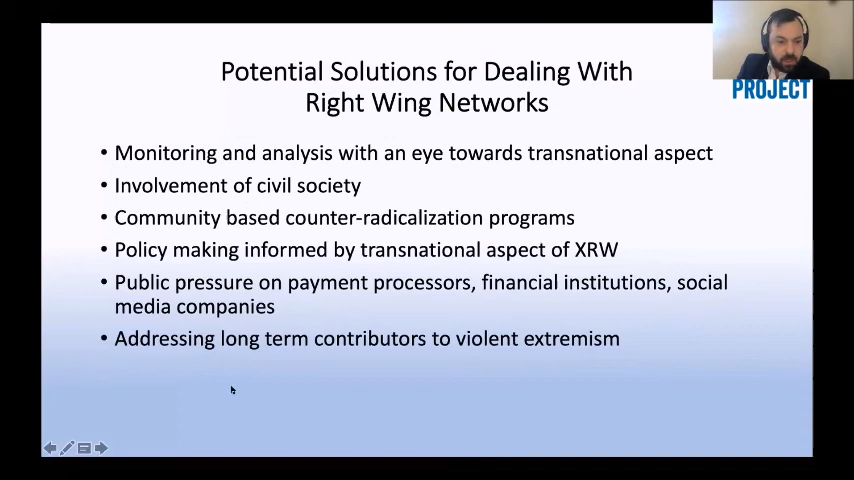 Potential Solutions for Dealing With
Right Wing Networks
PROJECT
• Monitoring and analysis with an eye towards transnational aspect
• Involvement of civil society
• Community based counter-radicalization programs
• Policy making informed by transnational aspect of XRW
• Public pressure on payment processors, financial institutions, social
media companies
• Addressing long term contributors to violent extremism